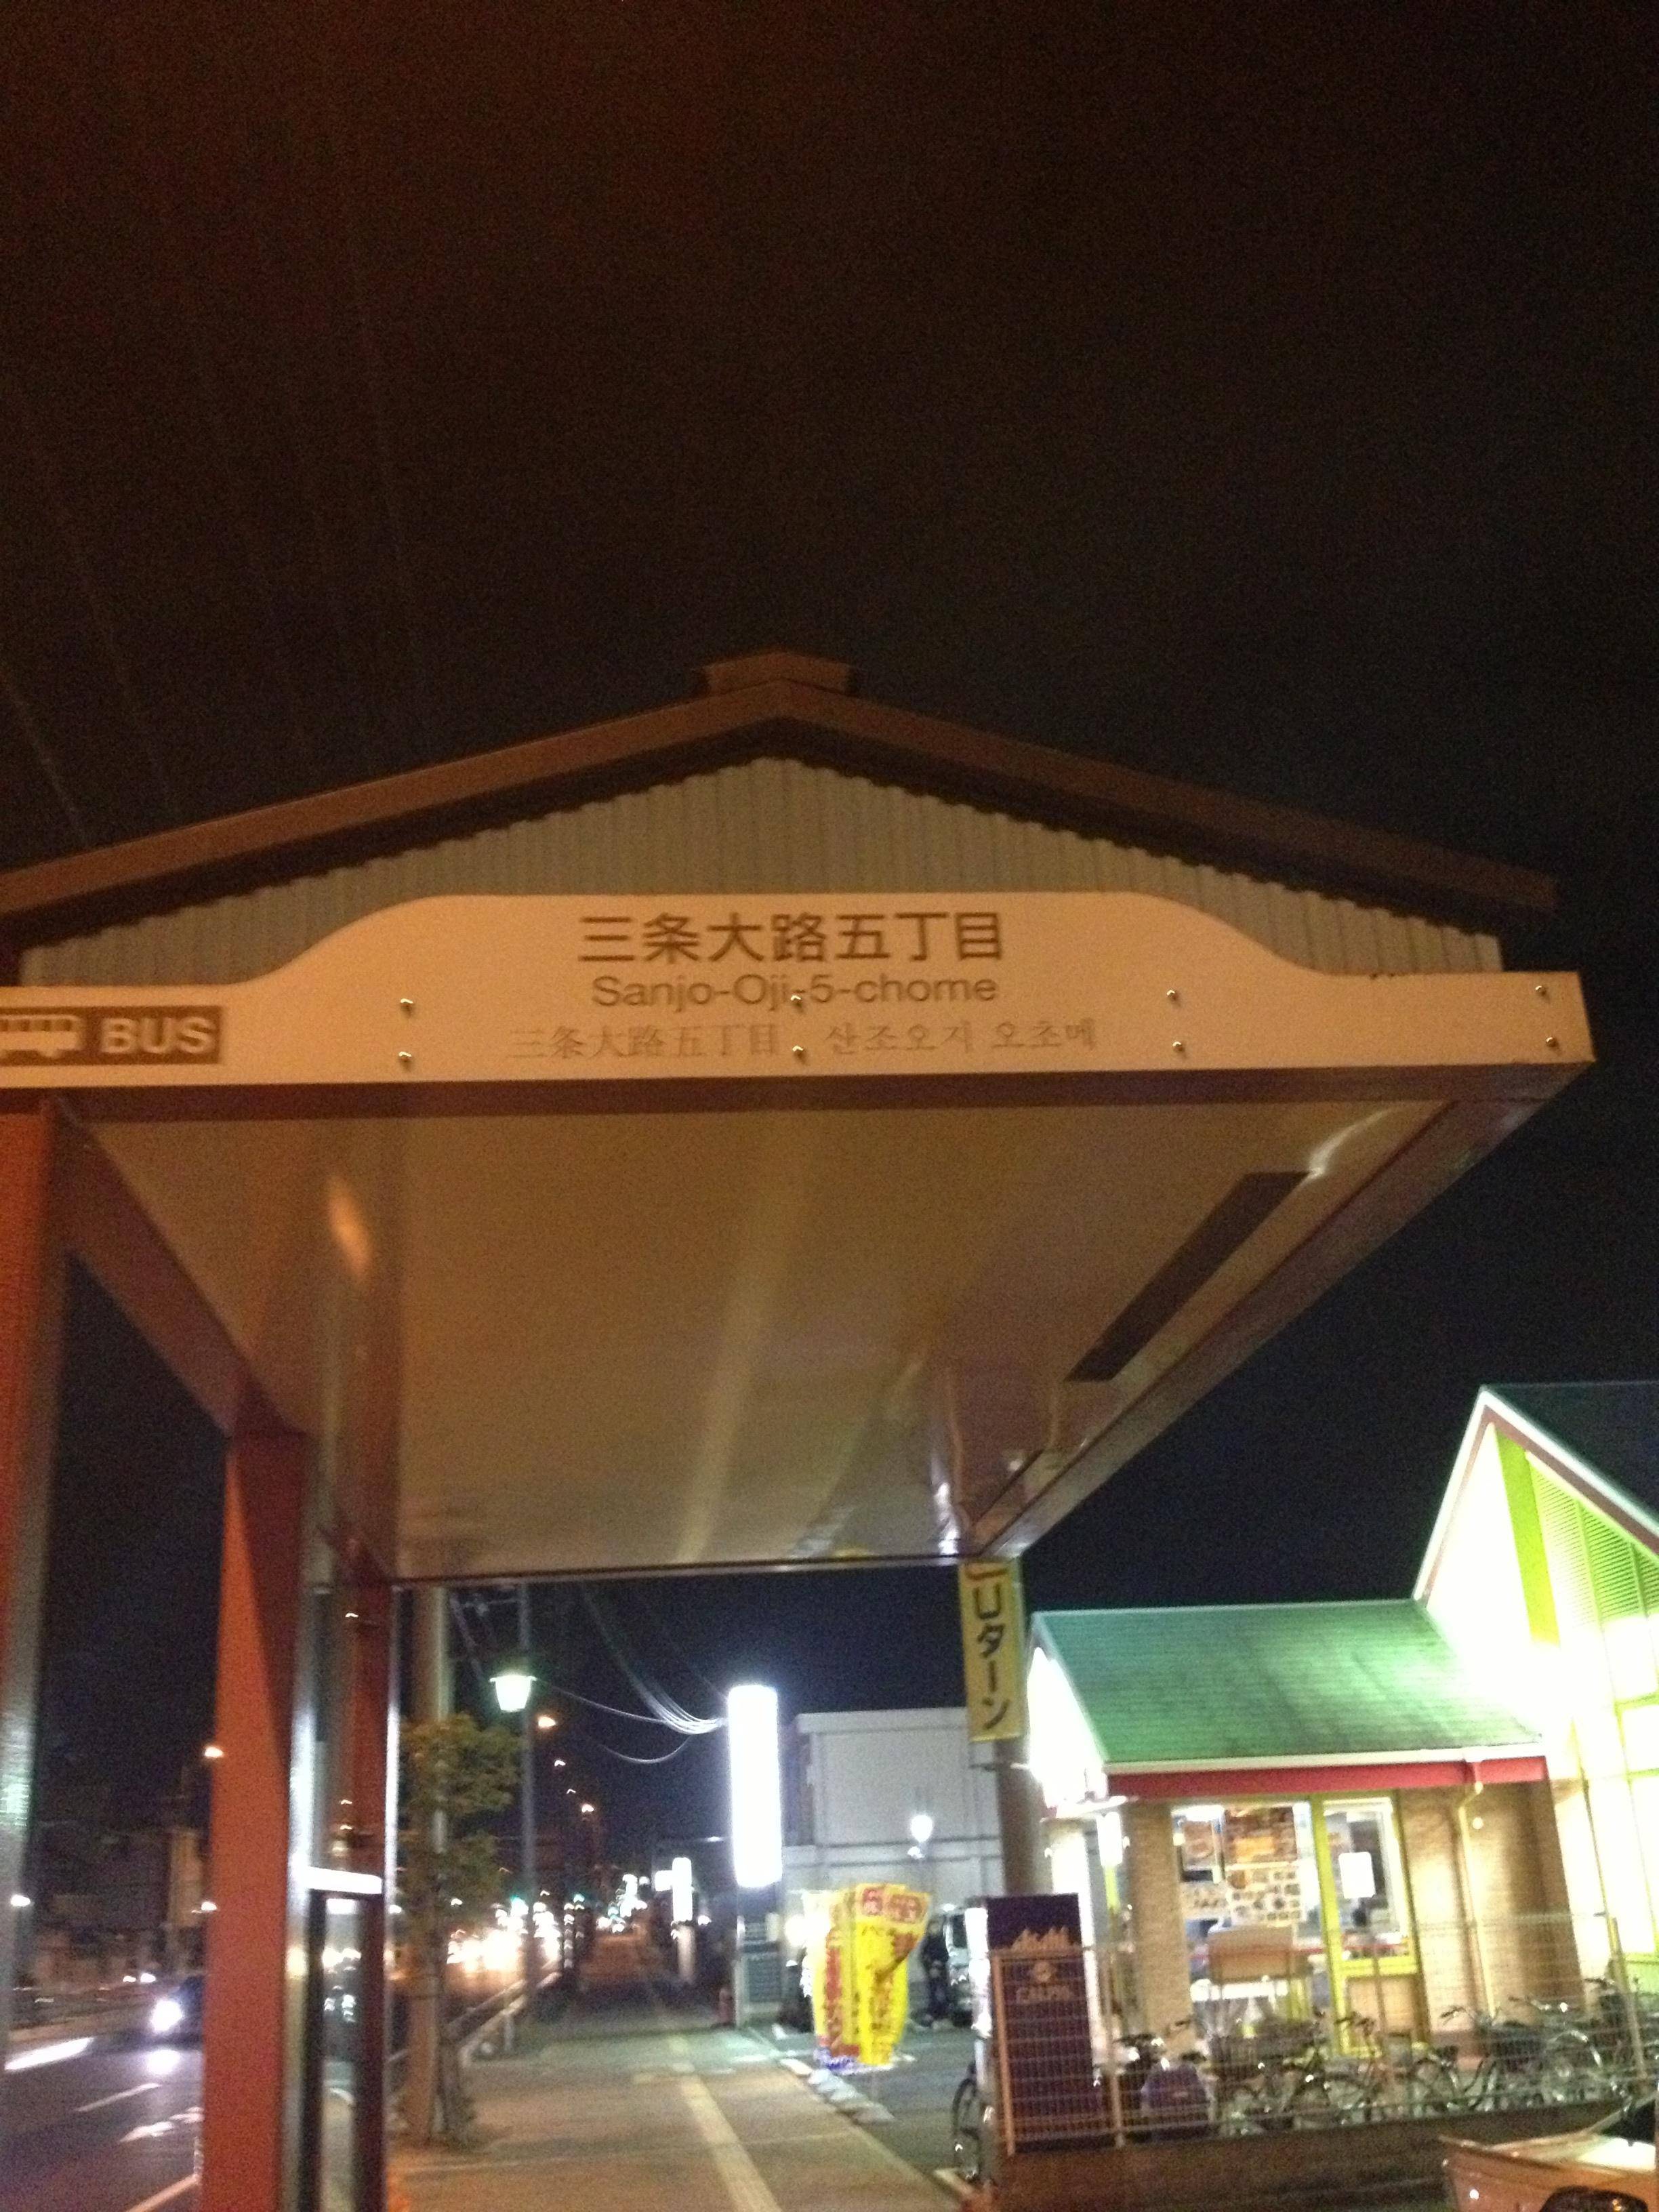 三条大路五丁目
Sanjo-Oji-5-chome
BUS
三条大路五丁目 산조오지 오초메
Uターン